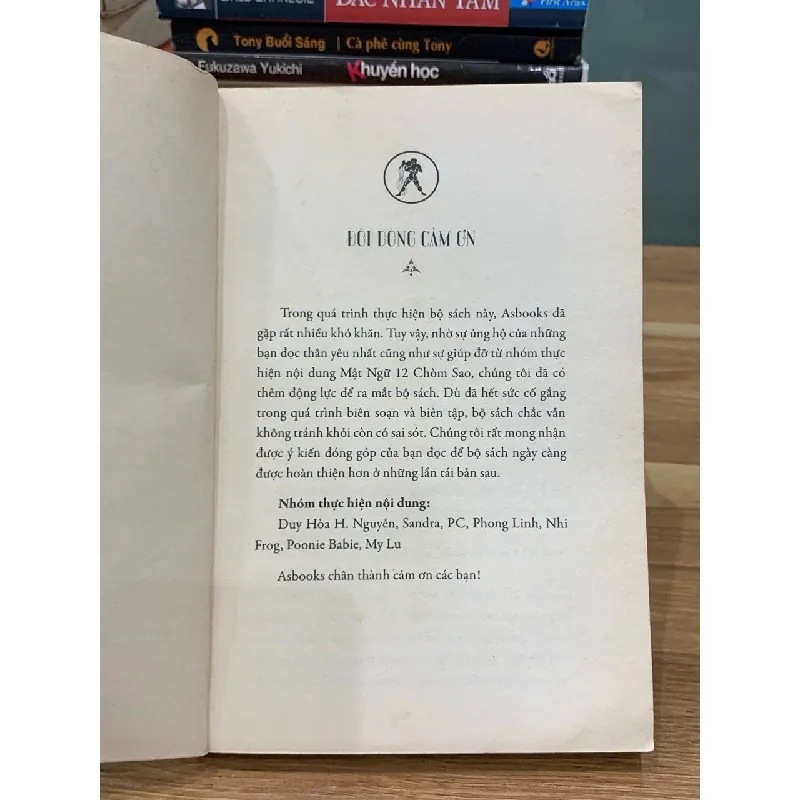 ĐẮC NHÂN TÂM
First News
Tony Buổi Sáng | Cà phê cùng Tony
Fukuzawa Yukichi Khuyến học
ĐÔI DÒNG CẢM ƠN
Trong quá trình thực hiện bộ sách này, Asbooks đã
gặp rất nhiều khó khăn. Tuy vậy, nhờ sự ủng hộ của những
bạn đọc thân yêu nhất cũng như sự giúp đỡ từ nhóm thực
hiện nội dung Mật Ngữ 12 Chòm Sao, chúng tôi đã có
thêm động lực để ra mắt bộ sách. Dù đã hết sức cố gắng
trong quá trình biên soạn và biên tập, bộ sách chắc vẫn
không tránh khỏi còn có sai sót. Chúng tôi rất mong nhận
được ý kiến đóng góp của bạn đọc để bộ sách ngày càng
được hoàn thiện hơn ở những lần tái bản sau.
Nhóm thực hiện nội dung:
Duy Hòa H. Nguyên, Sandra, PC, Phong Linh, Nhi
Frog, Poonie Babie, My Lu
Asbooks chân thành cảm ơn các bạn!